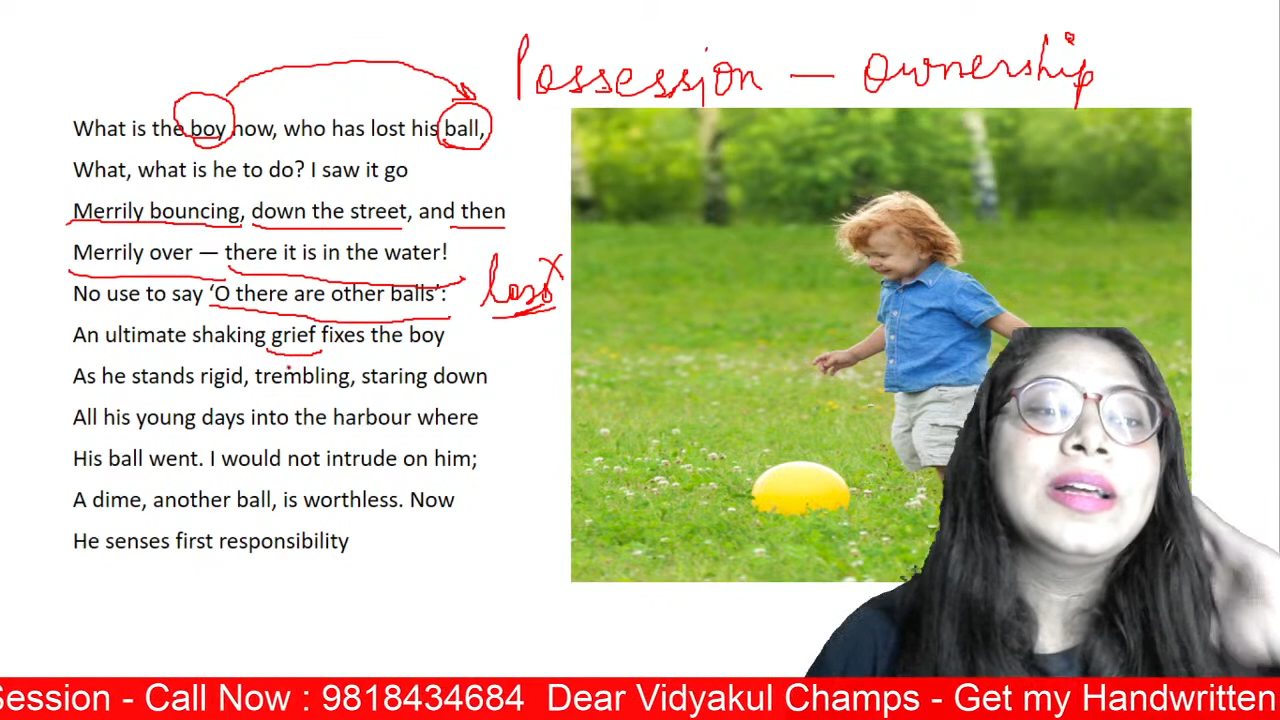 Possession — ownership
What is the boy now, who has lost his ball,
What, what is he to do? I saw it go
Merrily bouncing, down the street, and then
Merrily over — there it is in the water!
No use to say ‘O there are other balls’:
lost
An ultimate shaking grief fixes the boy
As he stands rigid, trembling, staring down
All his young days into the harbour where
His ball went. I would not intrude on him;
A dime, another ball, is worthless. Now
He senses first responsibility
Session - Call Now : 9818434684 Dear Vidyakul Champs - Get my Handwritten